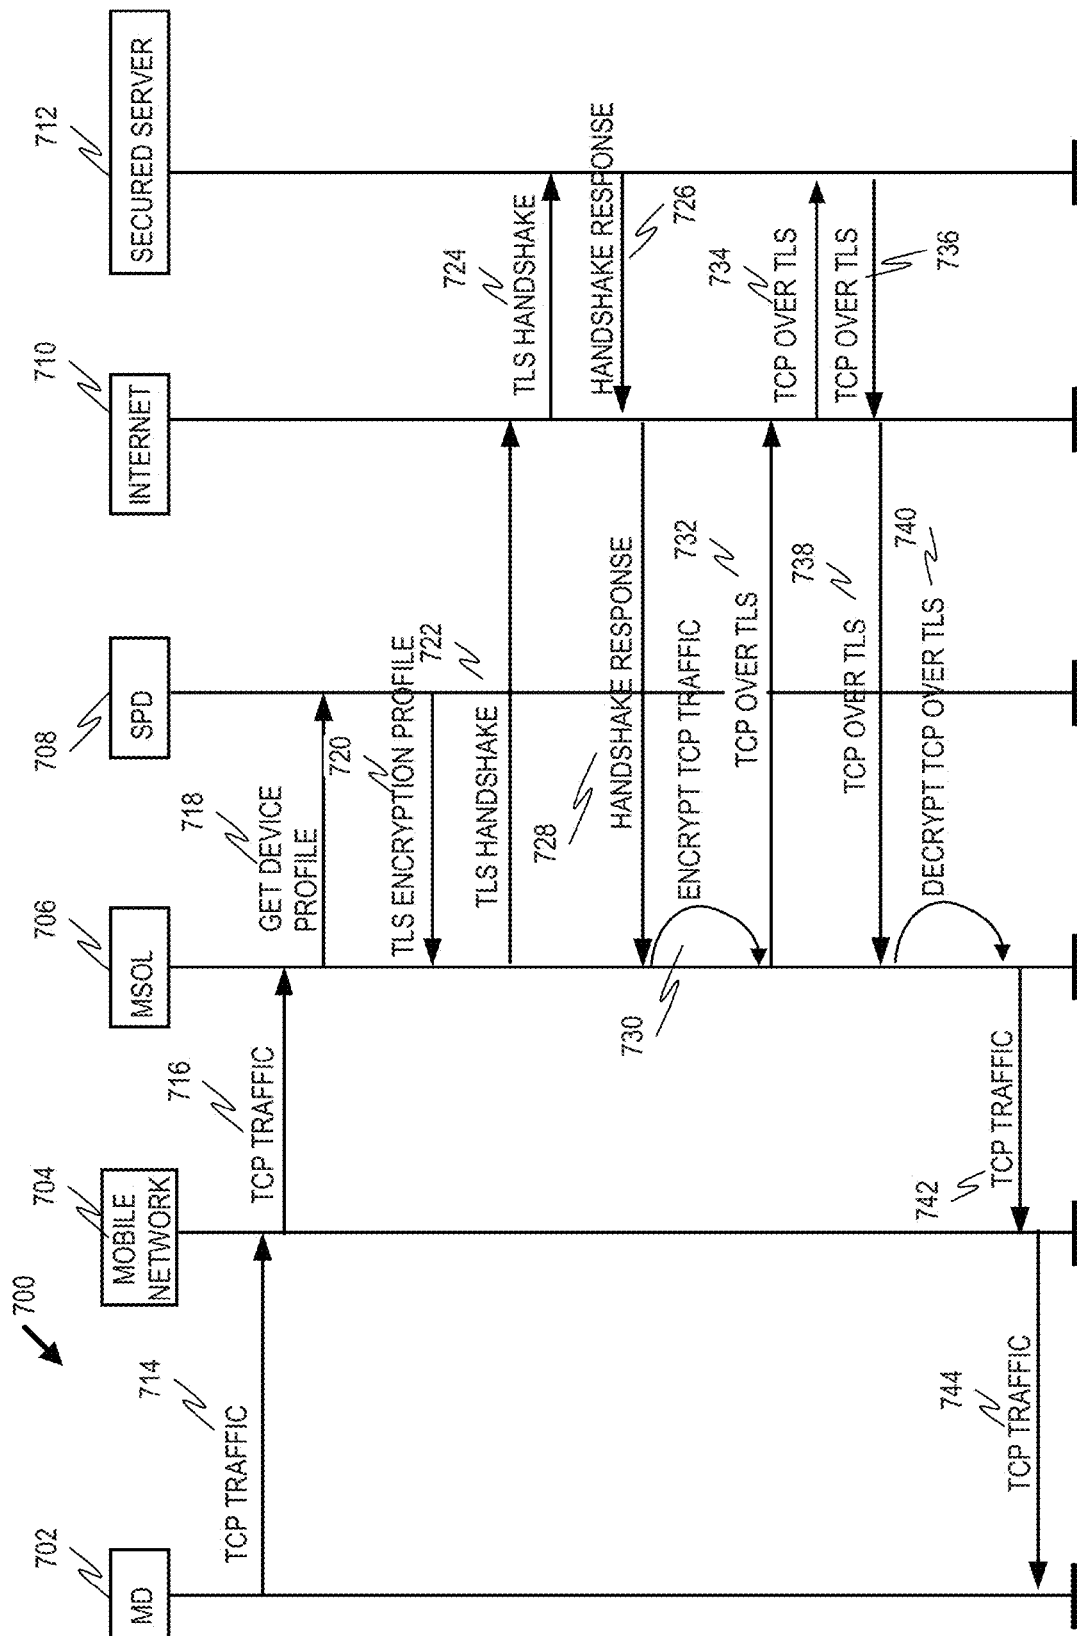 700
702
MD
704
MOBILE
NETWORK
706
MSOL
708
SPD
710
INTERNET
712
SECURED SERVER
714
TCP TRAFFIC
716
TCP TRAFFIC
718
GET DEVICE
PROFILE
720
TLS ENCRYPTION PROFILE
722
TLS HANDSHAKE
724
TLS HANDSHAKE
HANDSHAKE RESPONSE
726
728
HANDSHAKE RESPONSE
730
ENCRYPT TCP TRAFFIC
732
TCP OVER TLS
734
TCP OVER TLS
TCP OVER TLS
736
738
TCP OVER TLS
740
DECRYPT TCP OVER TLS
742
TCP TRAFFIC
744
TCP TRAFFIC